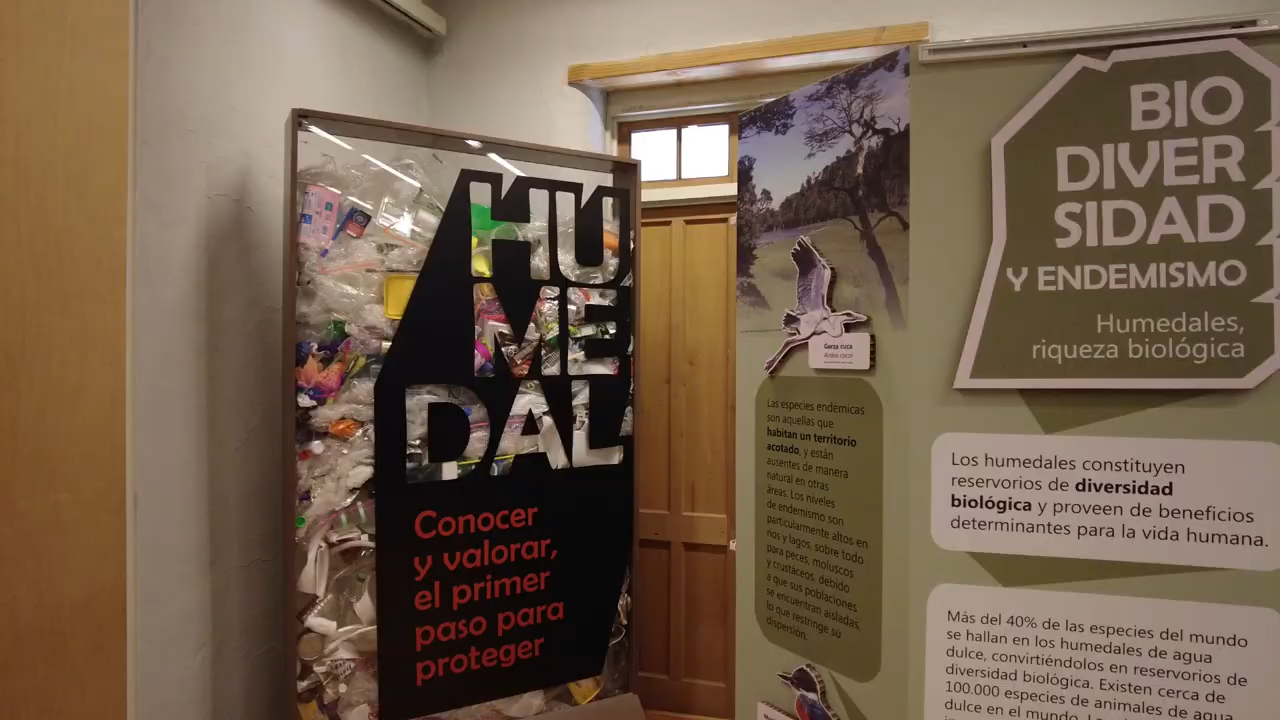 HU
ME
DAL
Conocer
y valorar,
el primer
paso para
proteger
Garza cuca
Ardea cocoi
Las especies endémicas
son aquellas que
habitan un territorio
acotado, y están
ausentes de manera
natural en otras
áreas. Los niveles
de endemismo son
particularmente altos en
ríos y lagos, sobre todo
para peces, moluscos
y crustáceos, debido
a que sus poblaciones
se encuentran aisladas,
lo que restringe su
dispersión.
BIO
DIVER
SIDAD
Y ENDEMISMO
Humedales,
riqueza biológica
Los humedales constituyen
reservorios de diversidad
biológica y proveen de beneficios
determinantes para la vida humana.
Más del 40% de las especies del mundo
se hallan en los humedales de agua
dulce, convirtiéndolos en reservorios de
diversidad biológica. Existen cerca de
100.000 especies de animales de agua
dulce en el mundo.